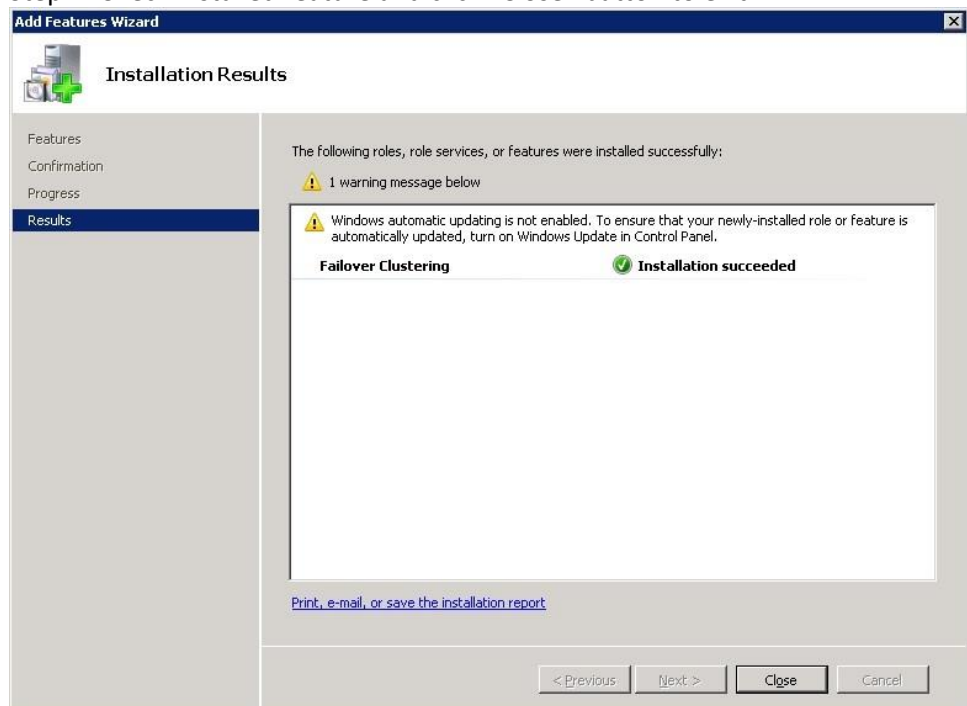 Add Features Wizard
Installation Results
Features
Confirmation
Progress
Results
The following roles, role services, or features were installed successfully:
1 warning message below
Windows automatic updating is not enabled. To ensure that your newly-installed role or feature is
automatically updated, turn on Windows Update in Control Panel.
Failover Clustering Installation succeeded
Print, e-mail, or save the installation report
< Previous Next > Close Cancel